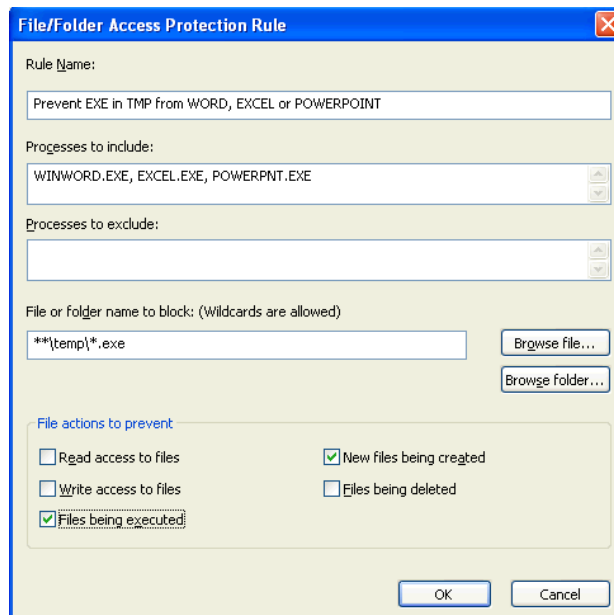 File/Folder Access Protection Rule
Rule Name:
Prevent EXE in TMP from WORD, EXCEL or POWERPOINT
Processes to include:
WINWORD.EXE, EXCEL.EXE, POWERPNT.EXE
Processes to exclude:
File or folder name to block: (Wildcards are allowed)
**\temp\*.exe
Browse file...
Browse folder...
File actions to prevent
Read access to files
New files being created
Write access to files
Files being deleted
Files being executed
OK
Cancel